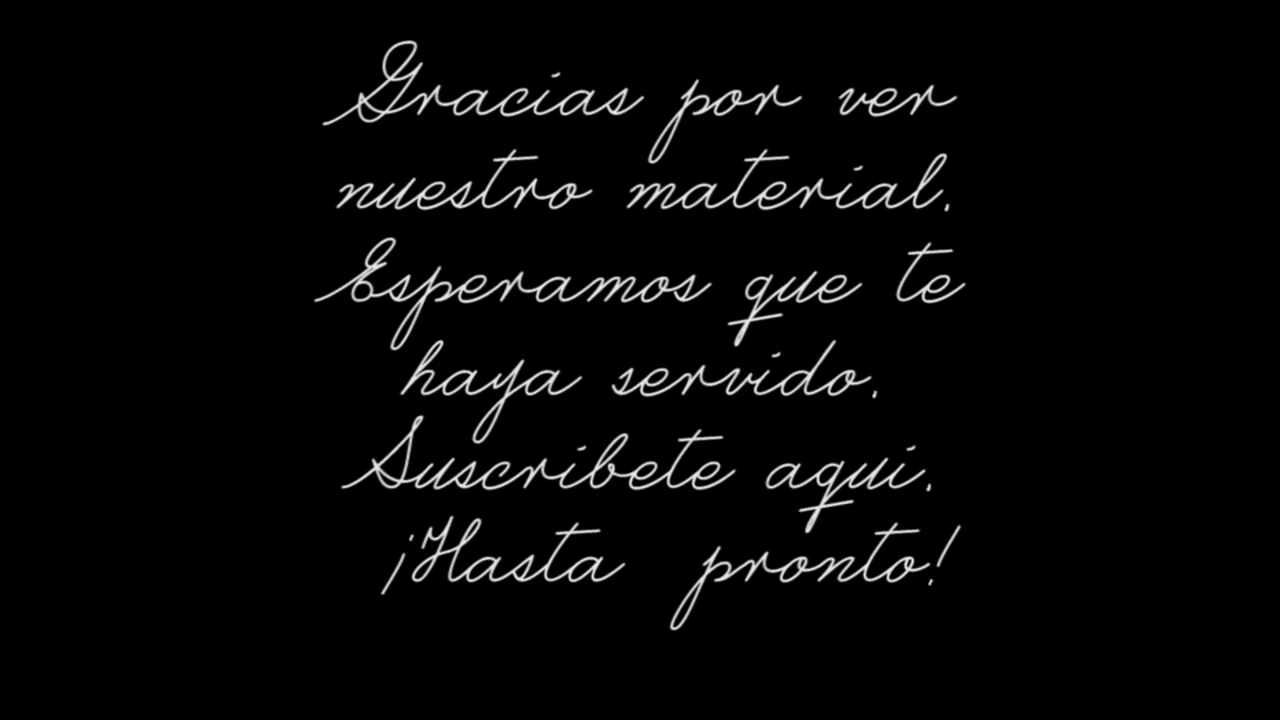 Gracias por ver
nuestro material.
Esperamos que te
haya servido.
Suscribete aqui.
¡Hasta pronto!